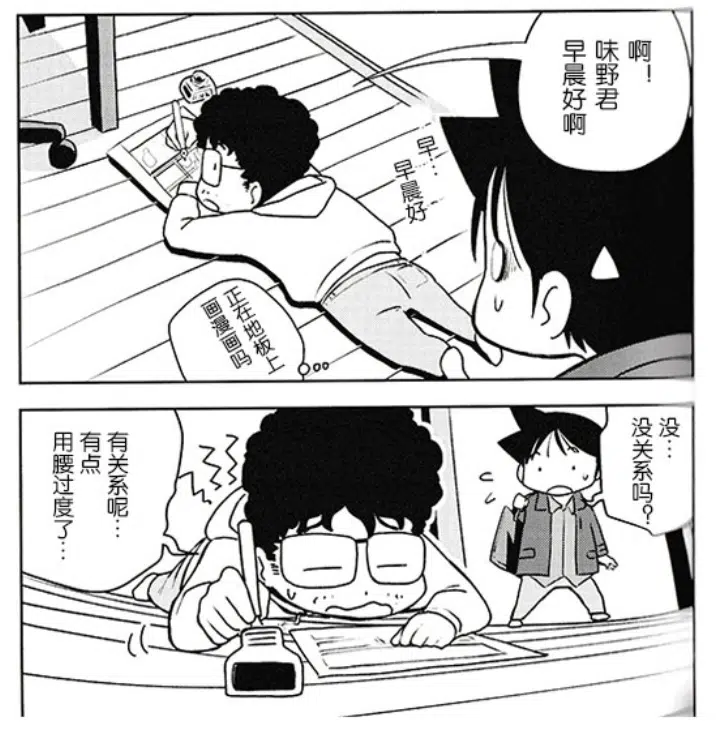 啊！
味野君
早晨好啊
早…
早晨好
正在地板上
画漫画吗
没…
没关系吗?
有关系呢…
有点
用腰过度了…